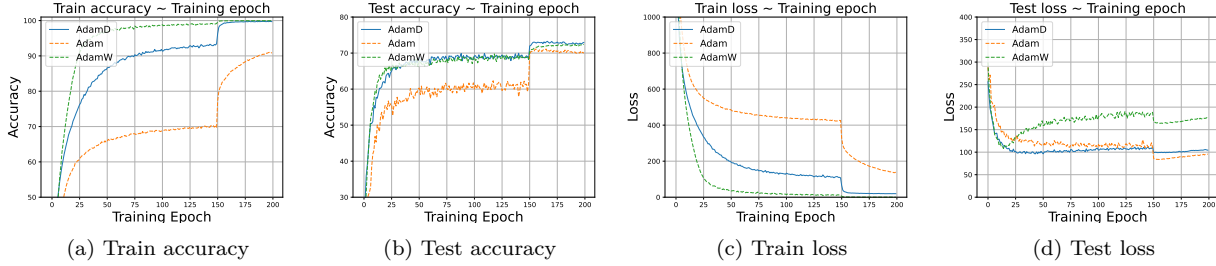 Train accuracy ~ Training epoch
100
90
80
70
60
50
Accuracy
AdamD
Adam
AdamW
0 25 50 75 100 125 150 175 200
Training Epoch
(a) Train accuracy
Test accuracy ~ Training epoch
80
70
60
50
40
30
Accuracy
AdamD
Adam
AdamW
0 25 50 75 100 125 150 175 200
Training Epoch
(b) Test accuracy
Train loss ~ Training epoch
1000
800
600
400
200
0
Loss
AdamD
Adam
AdamW
0 25 50 75 100 125 150 175 200
Training Epoch
(c) Train loss
Test loss ~ Training epoch
400
350
300
250
200
150
100
50
0
Loss
AdamD
Adam
AdamW
0 25 50 75 100 125 150 175 200
Training Epoch
(d) Test loss